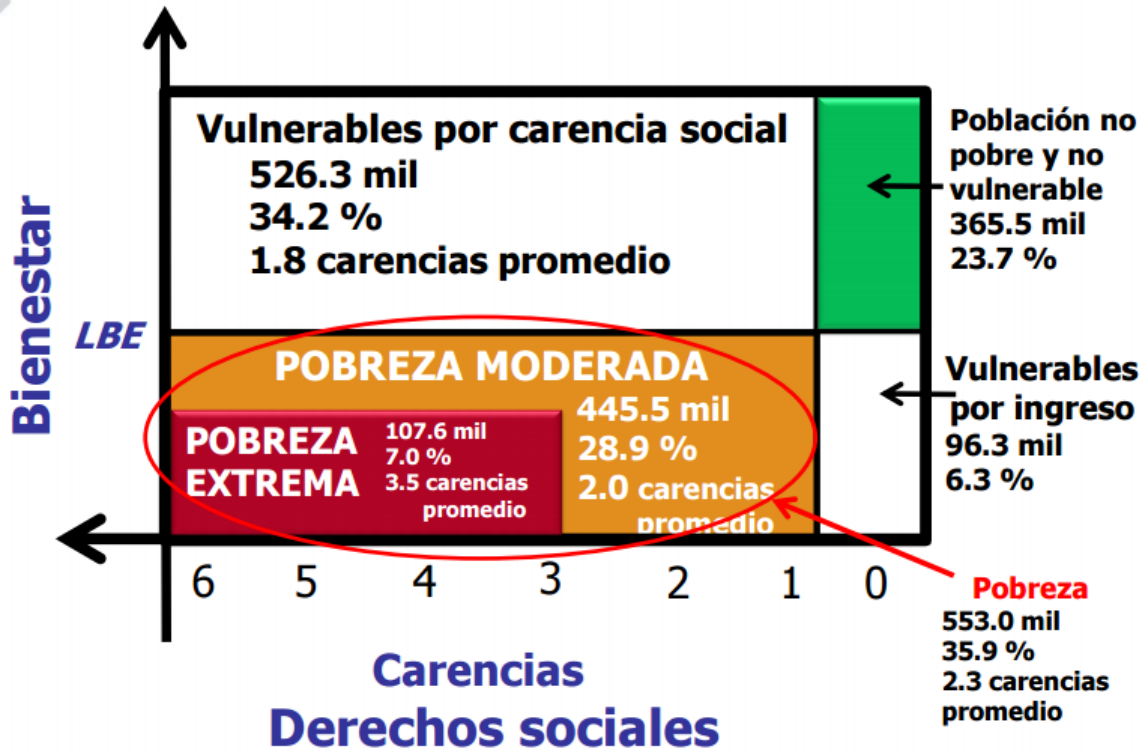 Vulnerables por carencia social
526.3 mil
34.2 %
1.8 carencias promedio
Población no
pobre y no
vulnerable
365.5 mil
23.7 %
Bienestar
LBE
POBREZA MODERADA
445.5 mil
28.9 %
2.0 carencias
promedio
POBREZA
EXTREMA
107.6 mil
7.0 %
3.5 carencias
promedio
Vulnerables
por ingreso
96.3 mil
6.3 %
6 5 4 3 2 1 0
Pobreza
553.0 mil
35.9 %
2.3 carencias
promedio
Carencias
Derechos sociales